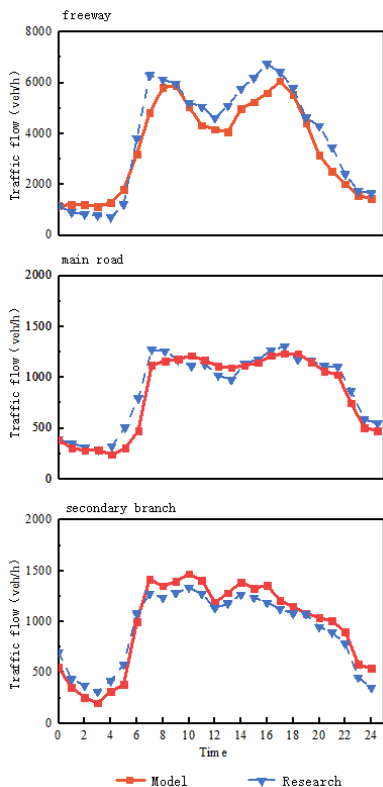 freeway
8000
6000
4000
2000
0
Traffic flow (veh/h)
main road
2000
1500
1000
500
0
Traffic flow (veh/h)
secondary branch
2000
1500
1000
500
0
Traffic flow (veh/h)
0 2 4 6 8 10 12 14 16 18 20 22 24
Time
Model Research